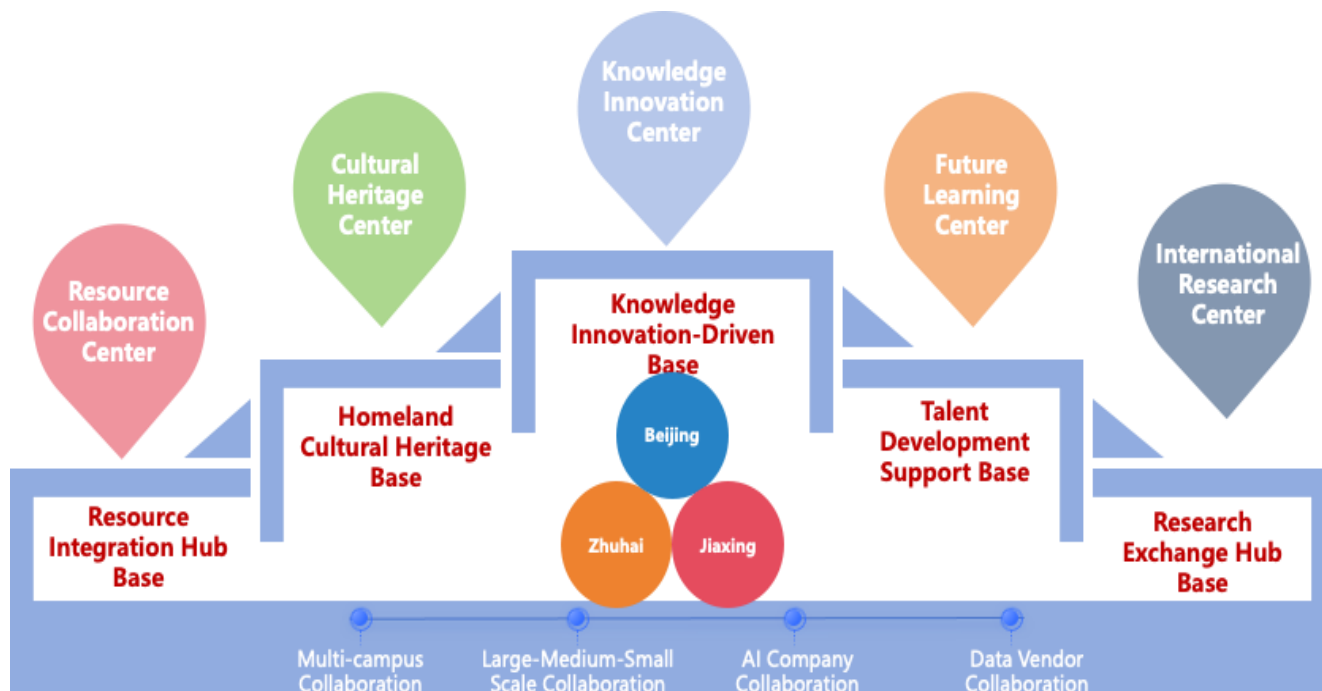 Knowledge
Innovation
Center
Cultural
Heritage
Center
Future
Learning
Center
Resource
Collaboration
Center
International
Research
Center
Knowledge
Innovation-Driven
Base
Homeland
Cultural Heritage
Base
Talent
Development
Support Base
Resource
Integration Hub
Base
Research
Exchange Hub
Base
Beijing
Zhuhai
Jiaxing
Multi-campus
Collaboration
Large-Medium-Small
Scale Collaboration
AI Company
Collaboration
Data Vendor
Collaboration